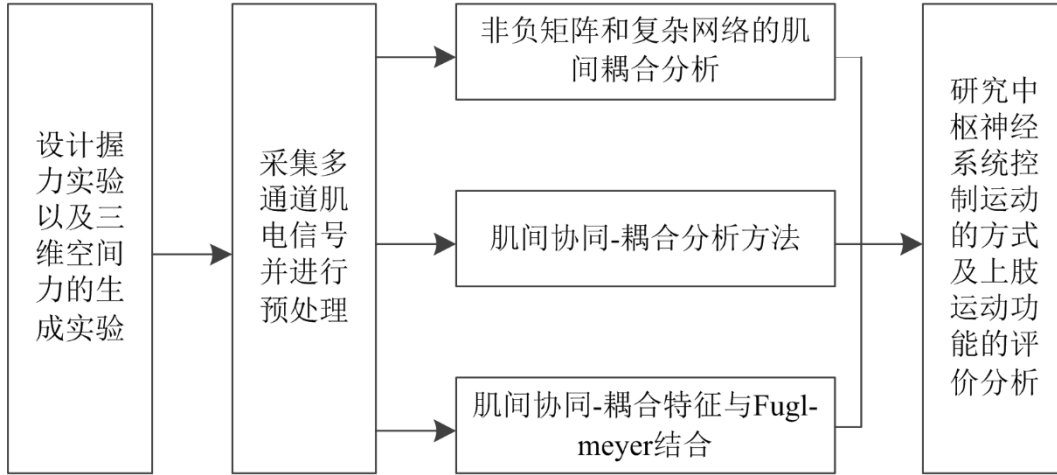 设计握
力实验
以及三
维空间
力的生
成实验
采集多
通道肌
电信号
并进行
预处理
非负矩阵和复杂网络的肌
间耦合分析
肌间协同-耦合分析方法
肌间协同-耦合特征与Fugl-
meyer结合
研究中
枢神经
系统控
制运动
的方式
及上肢
运动功
能的评
价分析